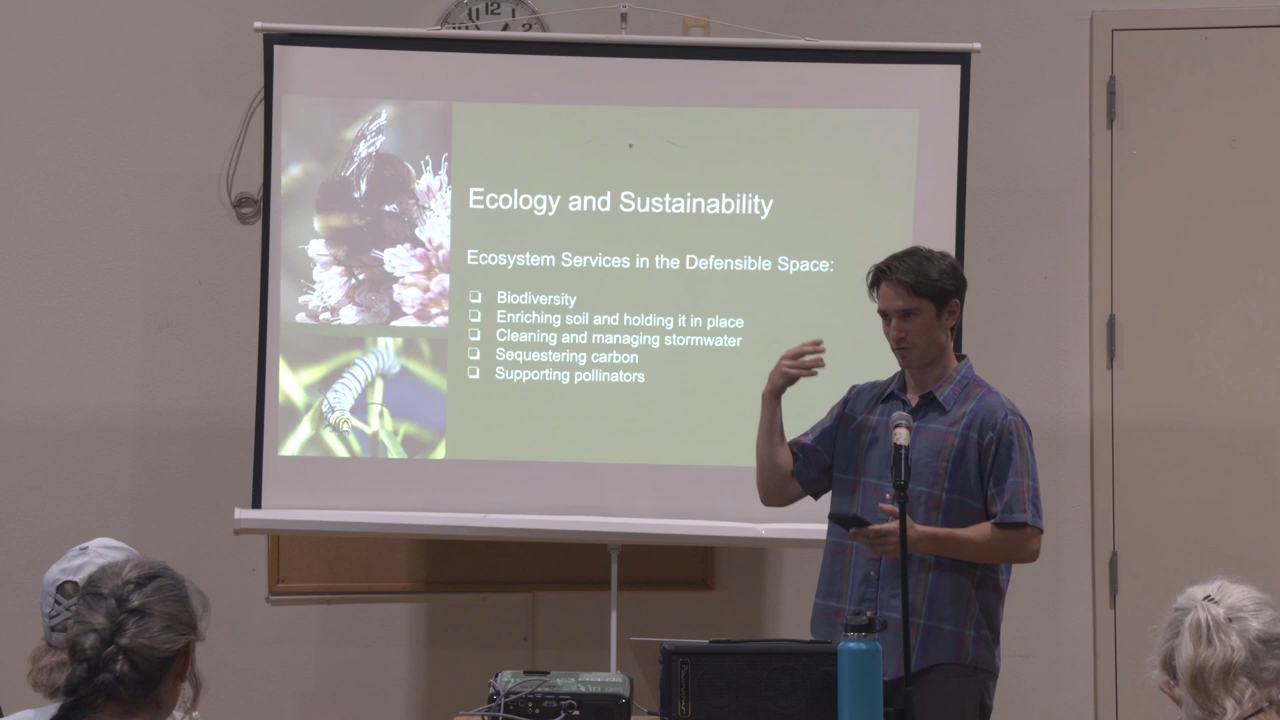 12
Ecology and Sustainability
Ecosystem Services in the Defensible Space:
❏ Biodiversity
❏ Enriching soil and holding it in place
❏ Cleaning and managing stormwater
❏ Sequestering carbon
❏ Supporting pollinators